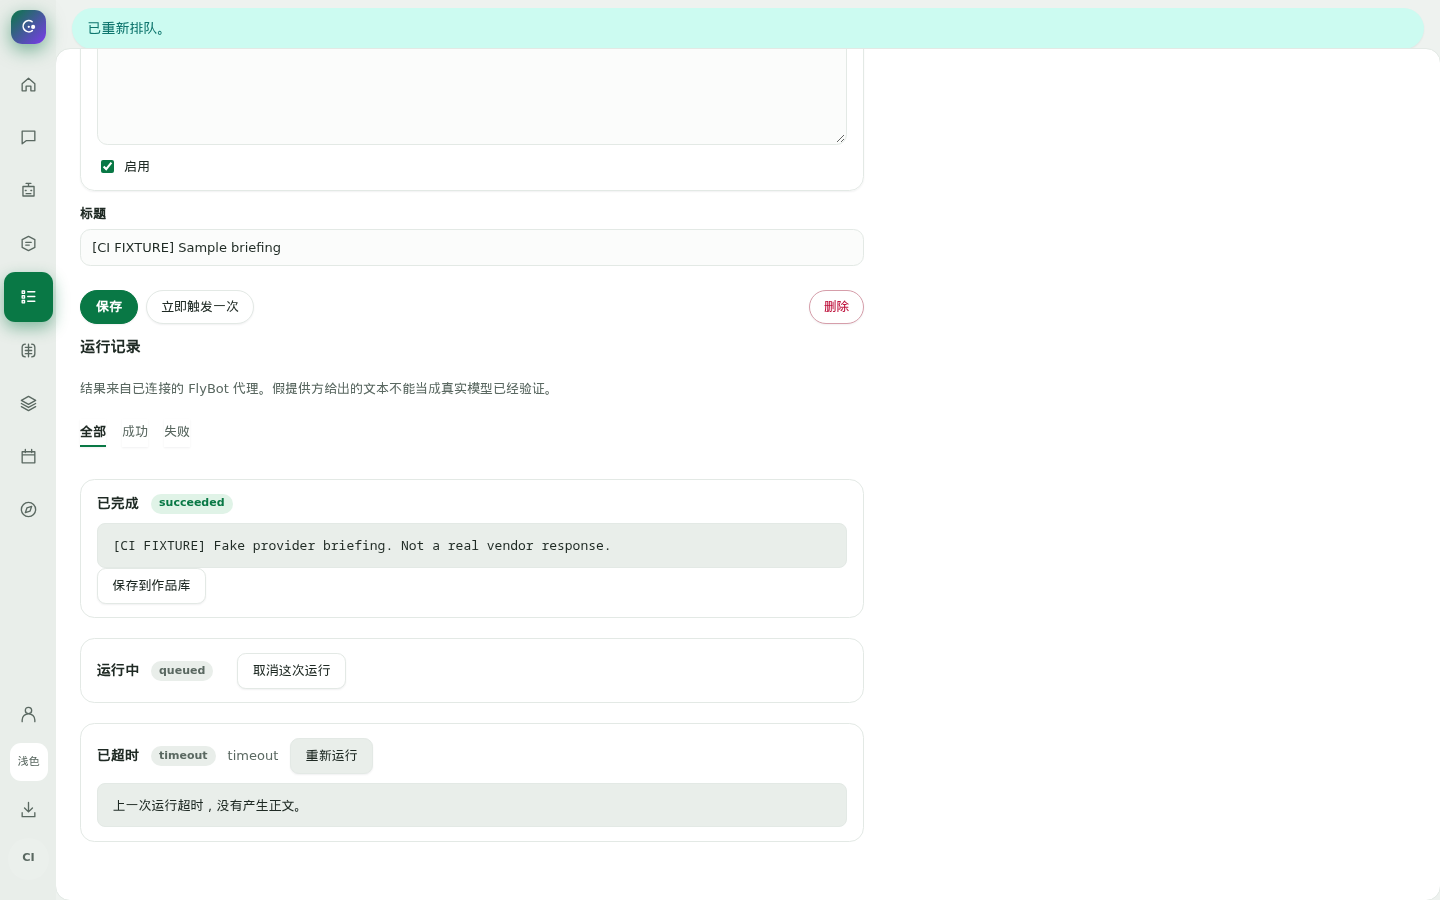 已重新排队。
启用
标题
[CI FIXTURE] Sample briefing
保存 立即触发一次 删除
运行记录
结果来自已连接的 FlyBot 代理。假提供方给出的文本不能当成真实模型已经验证。
全部 成功 失败
已完成 succeeded
[CI FIXTURE] Fake provider briefing. Not a real vendor response.
保存到作品库
运行中 queued 取消这次运行
已超时 timeout timeout 重新运行
上一次运行超时，没有产生正文。
浅色
CI